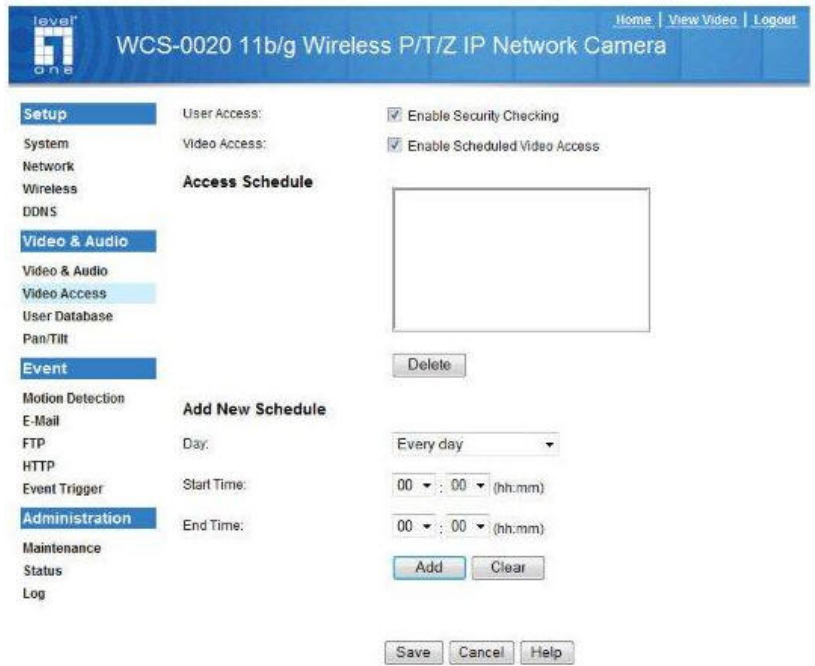 level
one
Home | View Video | Logout
WCS-0020 11b/g Wireless P/T/Z IP Network Camera
Setup
System
Network
Wireless
DDNS
Video & Audio
Video & Audio
Video Access
User Database
Pan/Tilt
Event
Motion Detection
E-Mail
FTP
HTTP
Event Trigger
Administration
Maintenance
Status
Log
User Access:
Enable Security Checking
Video Access:
Enable Scheduled Video Access
Access Schedule
Delete
Add New Schedule
Day:
Every day
Start Time:
00 : 00 (hh:mm)
End Time:
00 : 00 (hh:mm)
Add Clear
Save Cancel Help